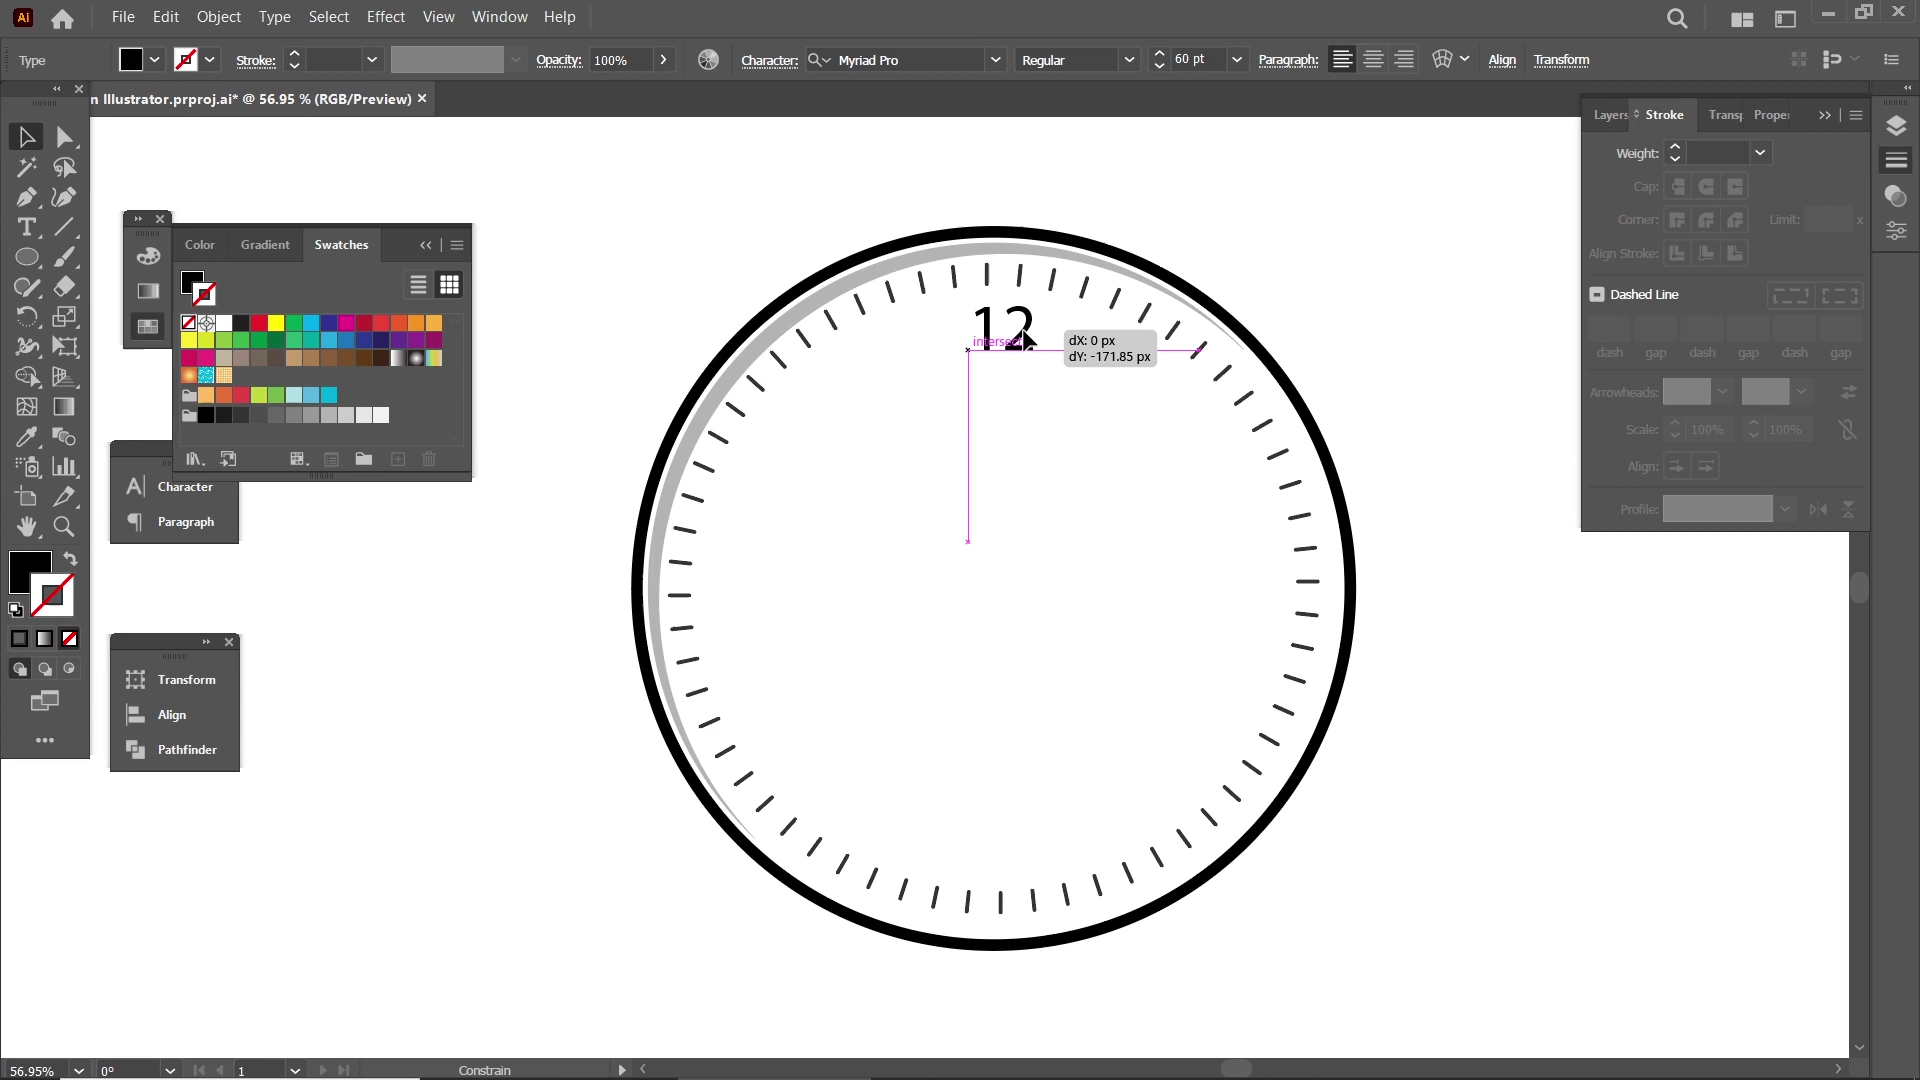 Ai
File Edit Object Type Select Effect View Window Help
Type
Stroke:
Opacity: 100%
Character: Myriad Pro
Regular
60 pt
Paragraph:
Align
Transform
n Illustrator.prproj.ai* @ 56.95 % (RGB/Preview)
Color Gradient Swatches
Character
Paragraph
Transform
Align
Pathfinder
12
intersect
dX: 0 px
dY: -171.85 px
Layers Stroke Transp Proper
Weight:
Cap:
Corner: Limit: x
Align Stroke:
Dashed Line
dash gap dash gap dash gap
Arrowheads:
Scale: 100% 100%
Align:
Profile:
56.95% 0° 1 Constrain